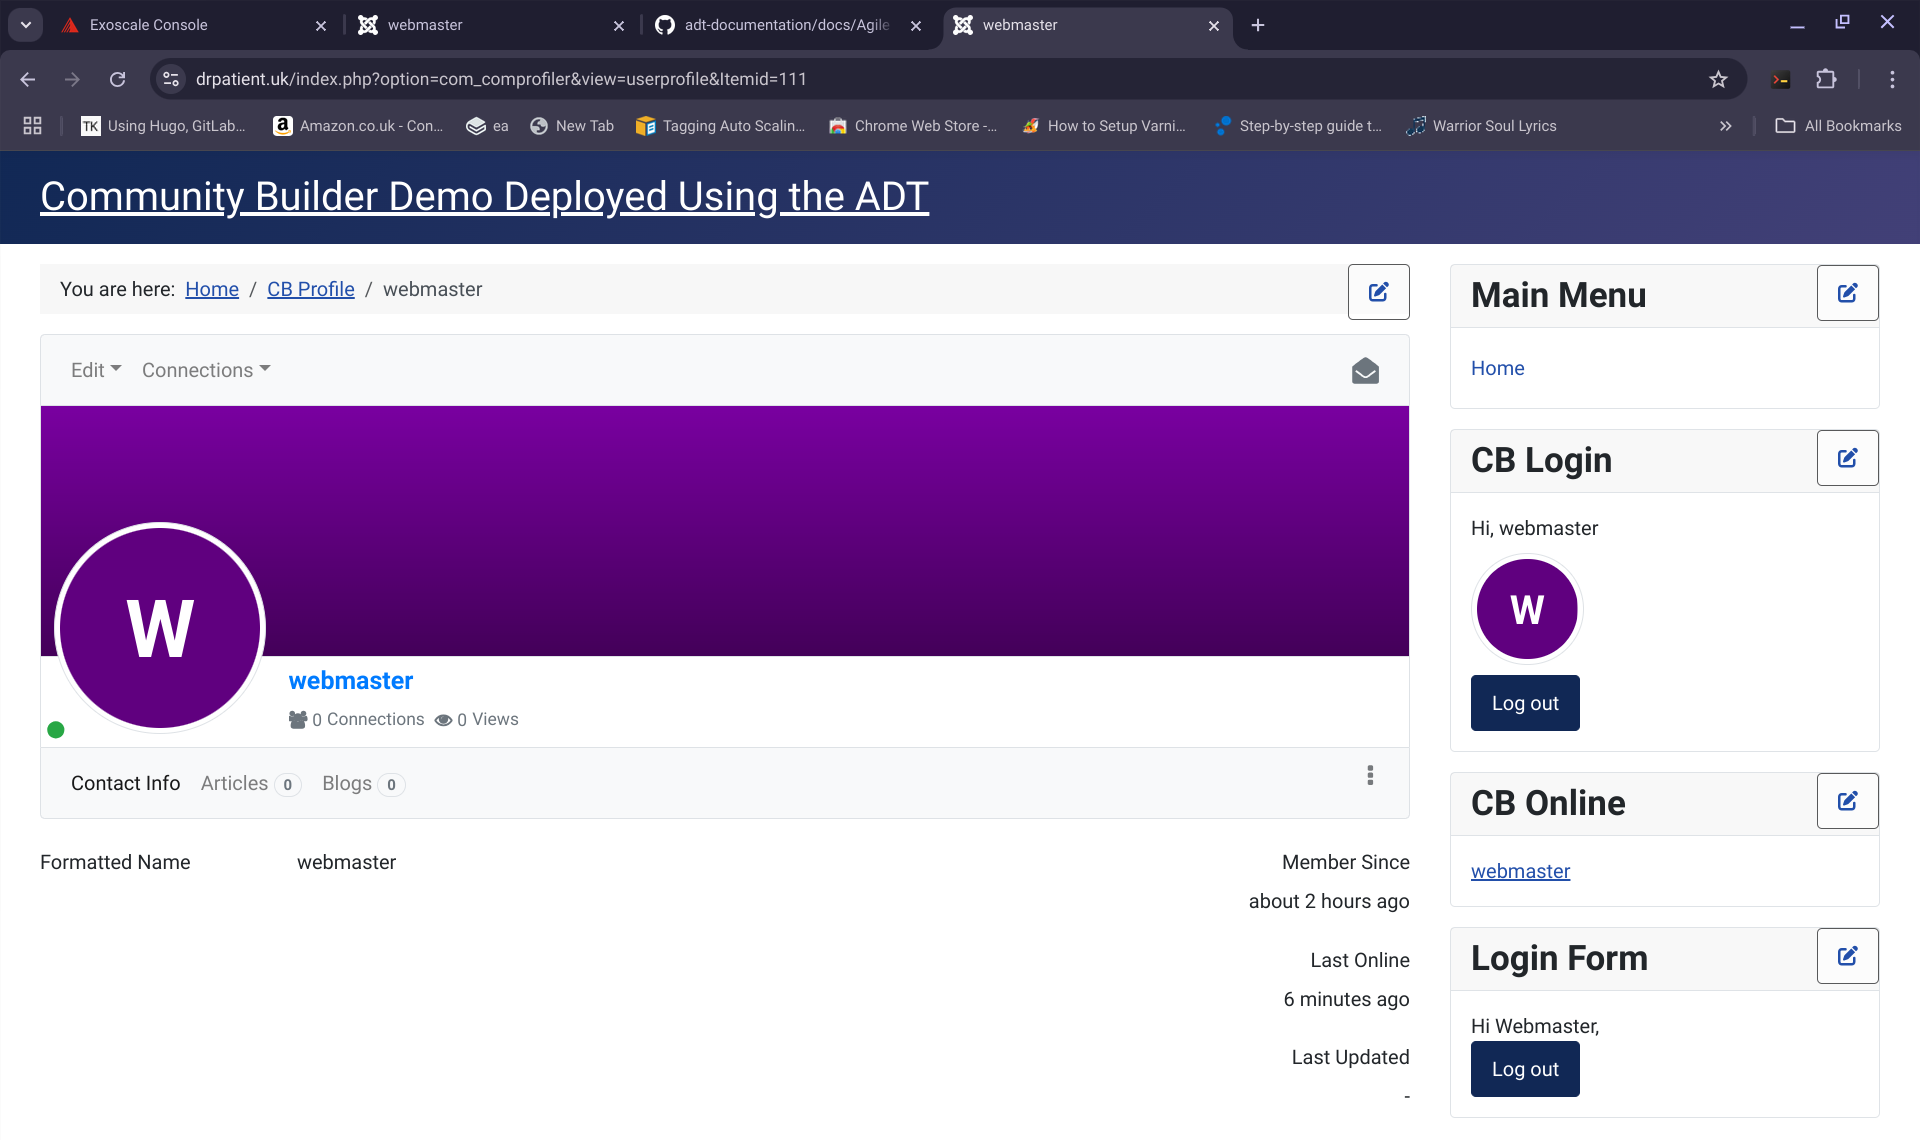 Exoscale Console
webmaster
adt-documentation/docs/Agile
webmaster
drpatient.uk/index.php?option=com_comprofiler&view=userprofile&Itemid=111
TK Using Hugo, GitLab...
a Amazon.co.uk - Con...
ea
New Tab
Tagging Auto Scalin...
Chrome Web Store -...
How to Setup Varni...
Step-by-step guide t...
Warrior Soul Lyrics
All Bookmarks
Community Builder Demo Deployed Using the ADT
You are here: Home / CB Profile / webmaster
Edit Connections
W
webmaster
0 Connections 0 Views
Contact Info Articles 0 Blogs 0
Formatted Name webmaster
Member Since
about 2 hours ago
Last Online
6 minutes ago
Last Updated
-
Main Menu
Home
CB Login
Hi, webmaster
W
Log out
CB Online
webmaster
Login Form
Hi Webmaster,
Log out